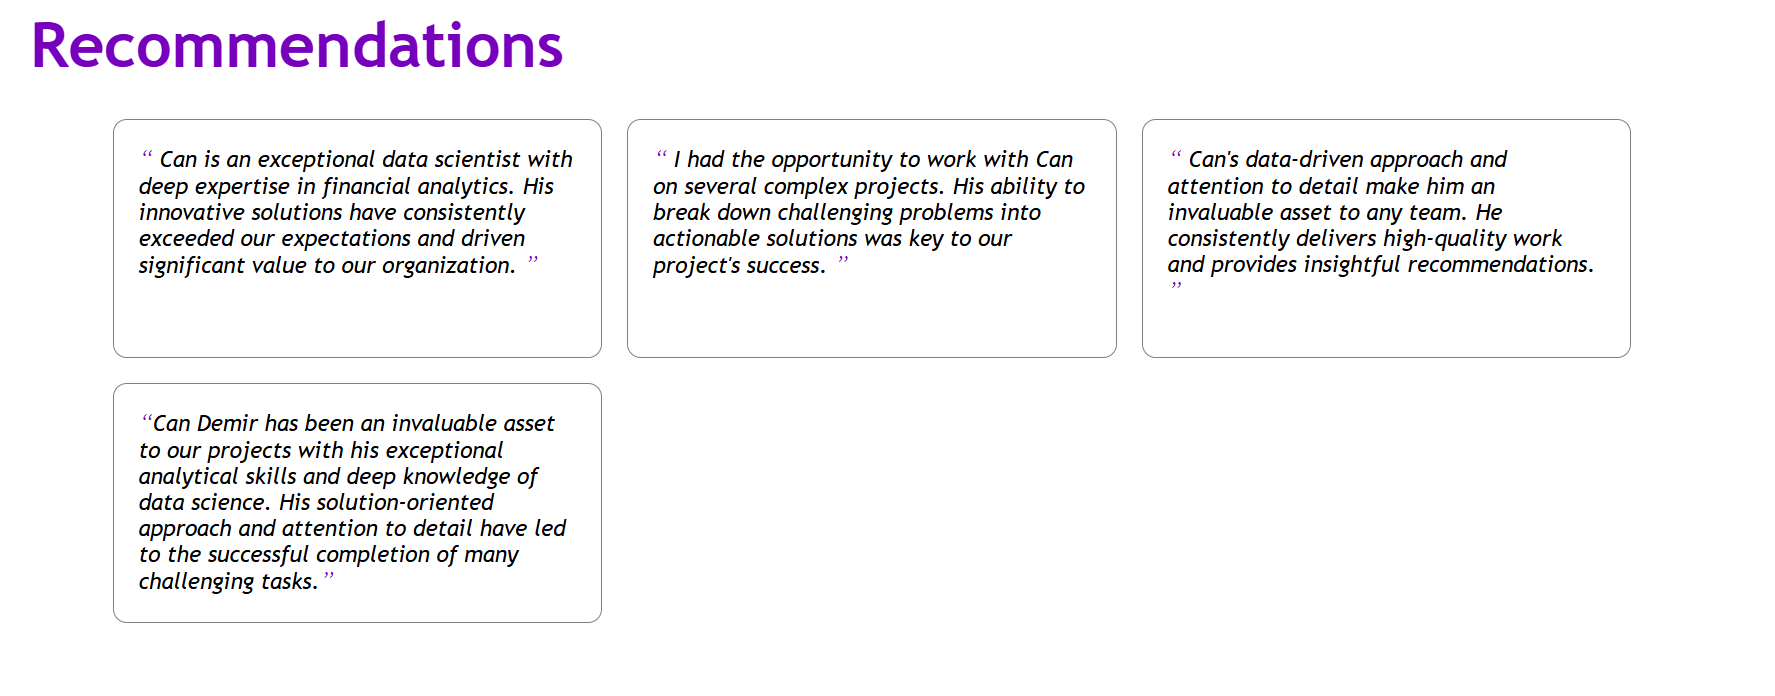 Recommendations
“ Can is an exceptional data scientist with
deep expertise in financial analytics. His
innovative solutions have consistently
exceeded our expectations and driven
significant value to our organization. ”
“ I had the opportunity to work with Can
on several complex projects. His ability to
break down challenging problems into
actionable solutions was key to our
project's success. ”
“ Can's data-driven approach and
attention to detail make him an
invaluable asset to any team. He
consistently delivers high-quality work
and provides insightful recommendations.
”
“Can Demir has been an invaluable asset
to our projects with his exceptional
analytical skills and deep knowledge of
data science. His solution-oriented
approach and attention to detail have led
to the successful completion of many
challenging tasks.”